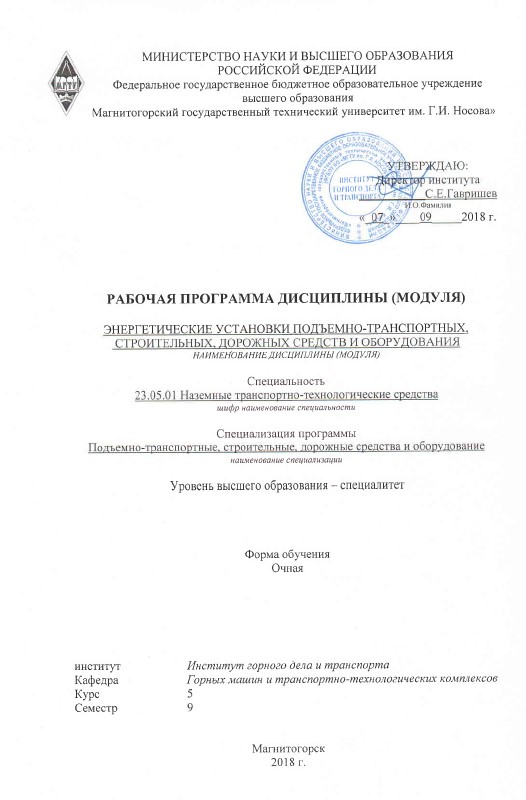 МИНИСТЕРСТВО НАУКИ И ВЫСШЕГО ОБРАЗОВАНИЯ
РОССИЙСКОЙ ФЕДЕРАЦИИ
Федеральное государственное бюджетное образовательное учреждение
высшего образования
Магнитогорский государственный технический университет им. Г.И. Носова»
УТВЕРЖДАЮ:
Директор института
С.Е.Гавришев
И.О.Фамилия
« 07 » 09 2018 г.
ИНСТИТУТ
ГОРНОГО ДЕЛА
И ТРАНСПОРТА
РАБОЧАЯ ПРОГРАММА ДИСЦИПЛИНЫ (МОДУЛЯ)
ЭНЕРГЕТИЧЕСКИЕ УСТАНОВКИ ПОДЪЕМНО-ТРАНСПОРТНЫХ,
СТРОИТЕЛЬНЫХ, ДОРОЖНЫХ СРЕДСТВ И ОБОРУДОВАНИЯ
НАИМЕНОВАНИЕ ДИСЦИПЛИНЫ (МОДУЛЯ)
Специальность
23.05.01 Наземные транспортно-технологические средства
шифр наименование специальности
Специализация программы
Подъемно-транспортные, строительные, дорожные средства и оборудование
наименование специализации
Уровень высшего образования – специалитет
Форма обучения
Очная
институт Институт горного дела и транспорта
Кафедра Горных машин и транспортно-технологических комплексов
Курс 5
Семестр 9
Магнитогорск
2018 г.